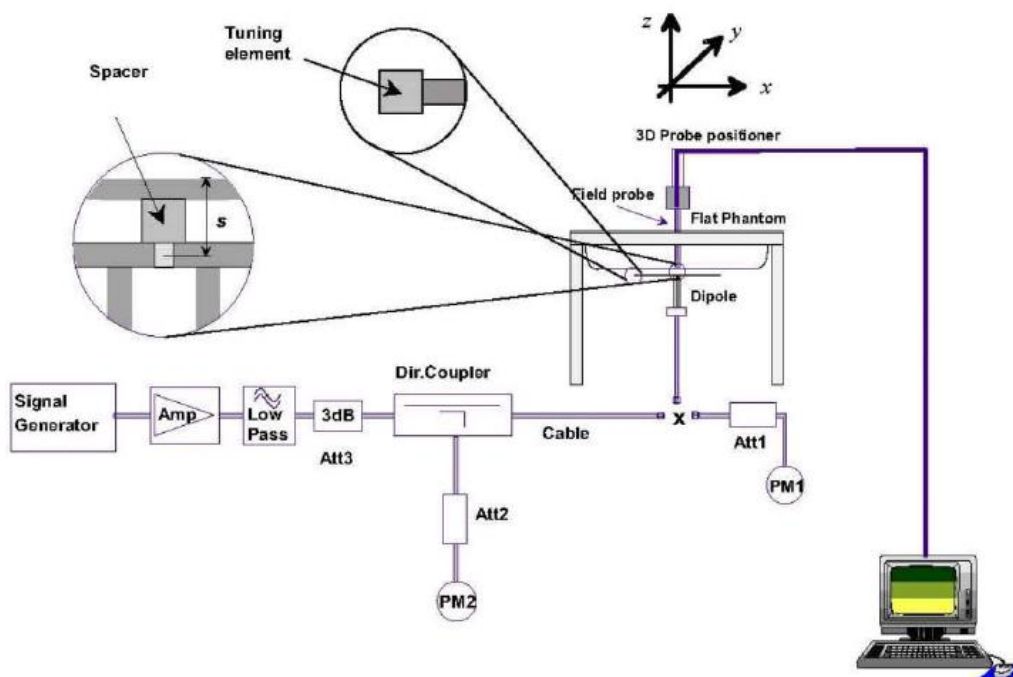 Tuning
element
Spacer
z
y
x
3D Probe positioner
Field probe
Flat Phantom
s
Dipole
Dir.Coupler
Signal
Generator
Amp
Low
Pass
3dB
Att3
Cable
x
Att1
PM1
Att2
PM2